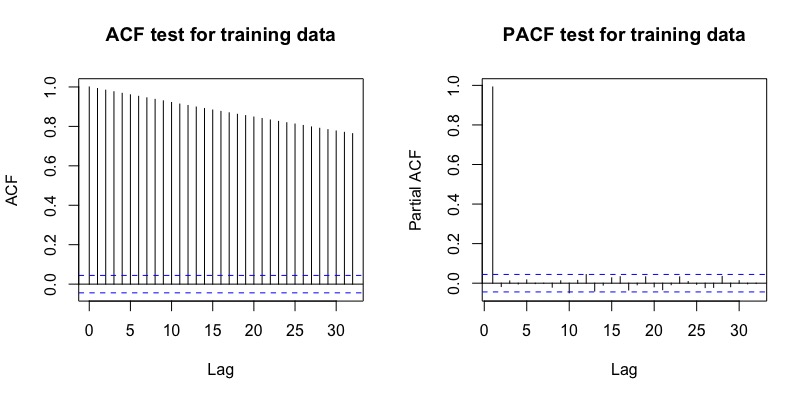 ACF test for training data
ACF
1.0
0.8
0.6
0.4
0.2
0.0
0 5 10 15 20 25 30
Lag
PACF test for training data
Partial ACF
1.0
0.8
0.6
0.4
0.2
0.0
0 5 10 15 20 25 30
Lag